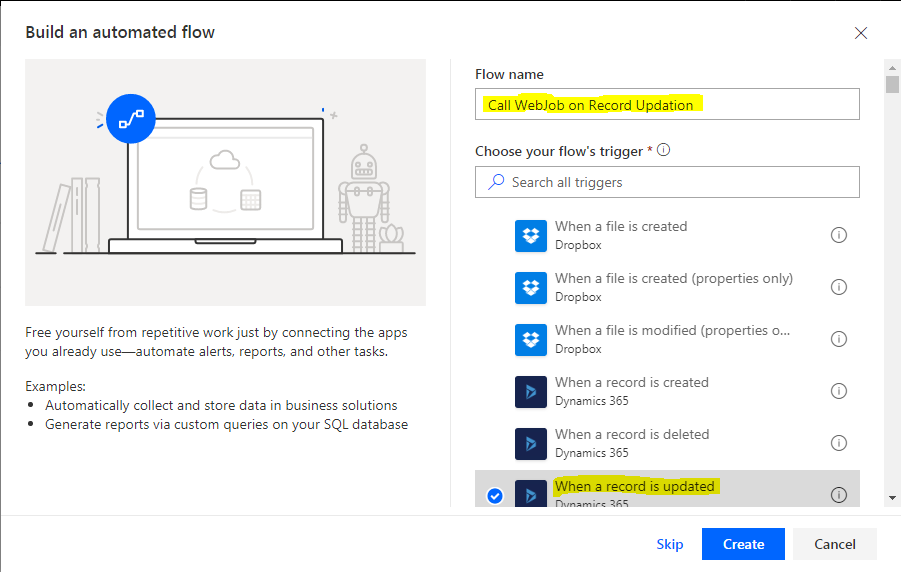 Build an automated flow
Free yourself from repetitive work just by connecting the apps
you already use—automate alerts, reports, and other tasks.
Examples:
Automatically collect and store data in business solutions
Generate reports via custom queries on your SQL database
Flow name
Call WebJob on Record Updation
Choose your flow's trigger *
Search all triggers
When a file is created
Dropbox
When a file is created (properties only)
Dropbox
When a file is modified (properties o...
Dropbox
When a record is created
Dynamics 365
When a record is deleted
Dynamics 365
When a record is updated
Dynamics 365
Skip
Create
Cancel